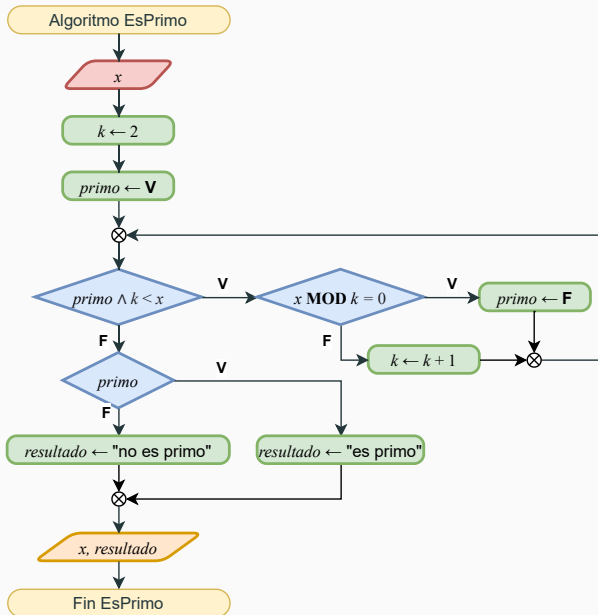 Algoritmo EsPrimo
x
k ← 2
primo ← V
primo ∧ k < x
V
x MOD k = 0
V
primo ← F
F
F
k ← k + 1
primo
V
F
resultado ← "no es primo"
resultado ← "es primo"
x, resultado
Fin EsPrimo